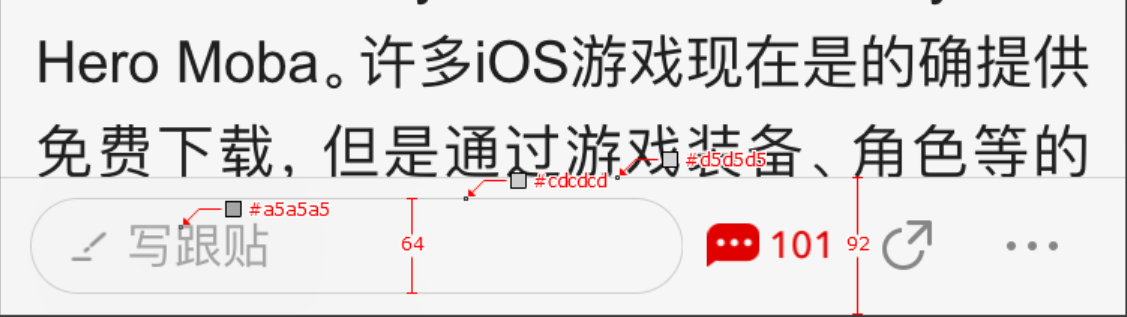 Hero Moba。许多iOS游戏现在是的确提供
免费下载，但是通过游戏装备、角色等的
#d5d5d5
#cdcdcd
#a5a5a5
写跟贴
64
101
92